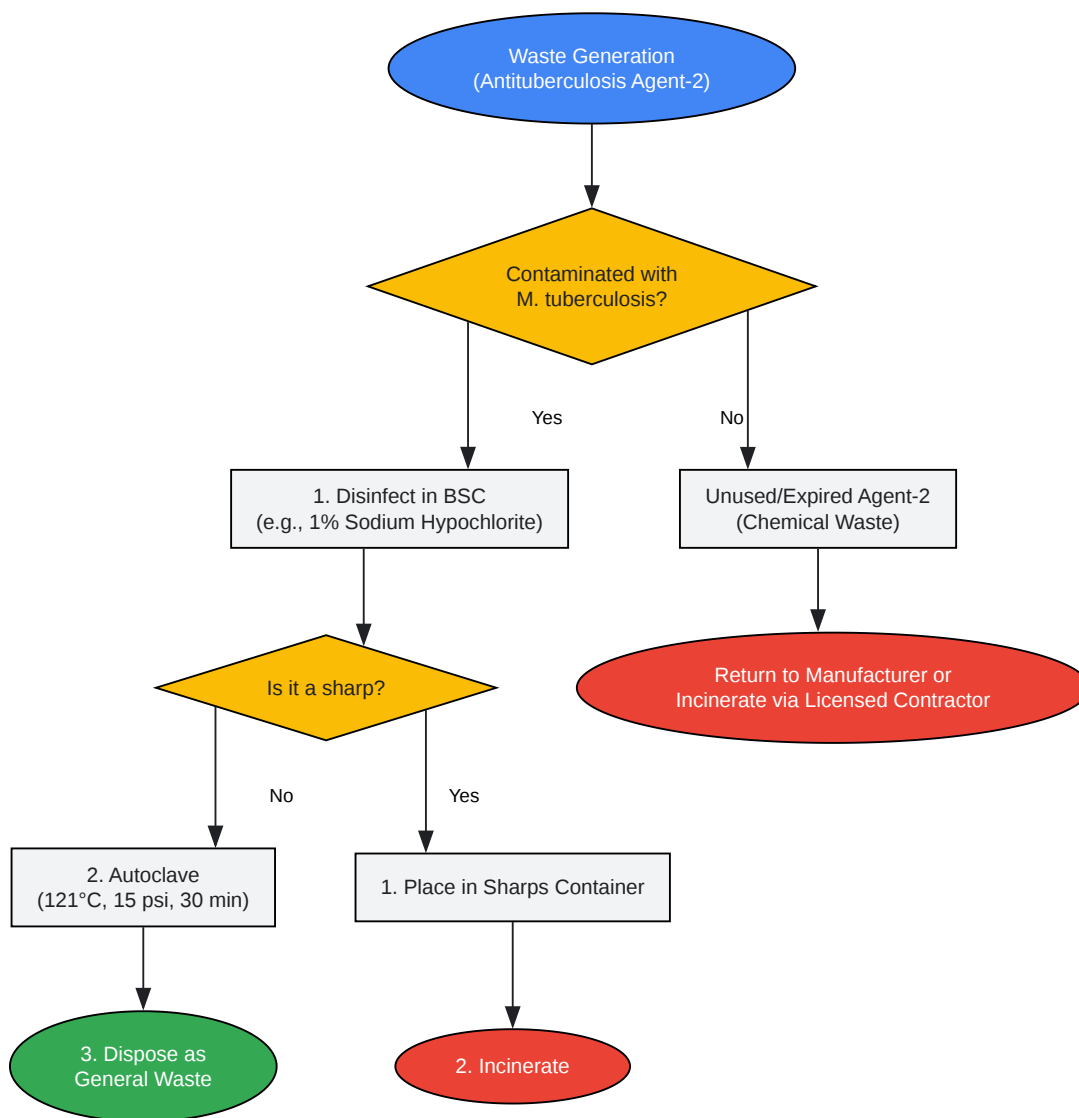 Waste Generation
(Antituberculosis Agent-2)
Contaminated with
M. tuberculosis?
Yes
No
1. Disinfect in BSC
(e.g., 1% Sodium Hypochlorite)
Unused/Expired Agent-2
(Chemical Waste)
Is it a sharp?
Return to Manufacturer or
Incinerate via Licensed Contractor
No
Yes
2. Autoclave
(121°C, 15 psi, 30 min)
1. Place in Sharps Container
3. Dispose as
General Waste
2. Incinerate